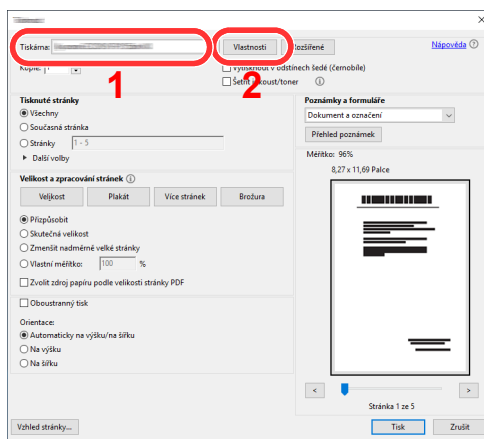 Tiskárna:
Vlastnosti
Rozšířené
Nápověda
Kopie: 1
Vytisknout v odstínech šedé (černobíle)
1
2
Šetřit inkoust/toner
Tisknuté stránky
Všechny
Současná stránka
Stránky 1 - 5
Další volby
Poznámky a formuláře
Dokument a označení
Přehled poznámek
Měřítko: 96%
8,27 x 11,69 Palce
Velikost a zpracování stránek
Velikost Plakát Více stránek Brožura
Přizpůsobit
Skutečná velikost
Zmenšit nadměrné velké stránky
Vlastní měřítko: 100 %
Zvolit zdroj papíru podle velikosti stránky PDF
Oboustranný tisk
Orientace:
Automaticky na výšku/na šířku
Na výšku
Na šířku
< >
Stránka 1 ze 5
Vzhled stránky...
Tisk
Zrušit